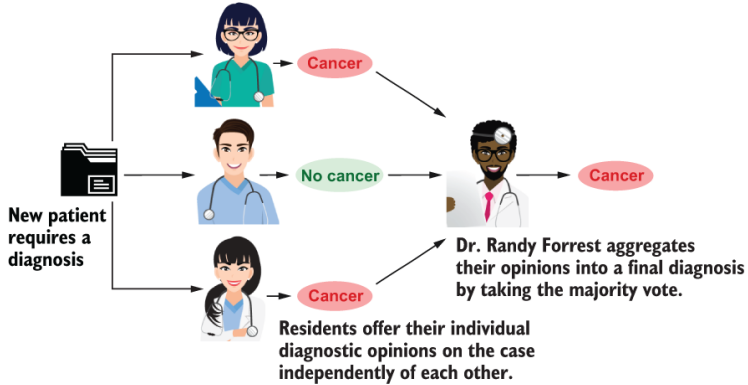 Cancer
No cancer
Cancer
Cancer
New patient
requires a
diagnosis
Dr. Randy Forrest aggregates
their opinions into a final diagnosis
by taking the majority vote.
Residents offer their individual
diagnostic opinions on the case
independently of each other.